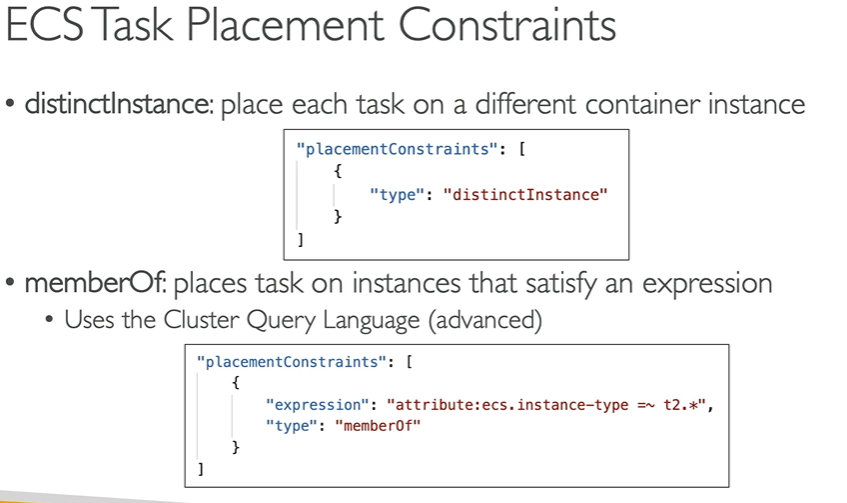 ECS Task Placement Constraints
• distinctInstance: place each task on a different container instance
"placementConstraints": [
{
"type": "distinctInstance"
}
]
• memberOf: places task on instances that satisfy an expression
• Uses the Cluster Query Language (advanced)
"placementConstraints": [
{
"expression": "attribute:ecs.instance-type =~ t2.*",
"type": "memberOf"
}
]